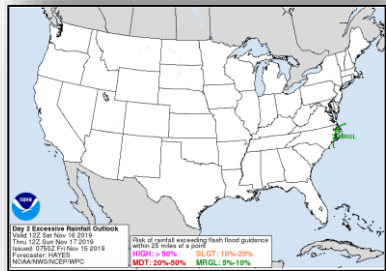 MRGL
NOAA
Day 2 Excessive Rainfall Outlook
Valid 12Z Sat Nov 16 2019
Thru 12Z Sun Nov 17 2019
Issued: 0750Z Fri Nov 15 2019
Forecaster: HAYES
NOAA/NWS/NCEP/WPC
Risk of rainfall exceeding flash flood guidance
within 25 miles of a point
HIGH: > 50% SLGT: 10%-20%
MDT: 20%-50% MRGL: 5%-10%